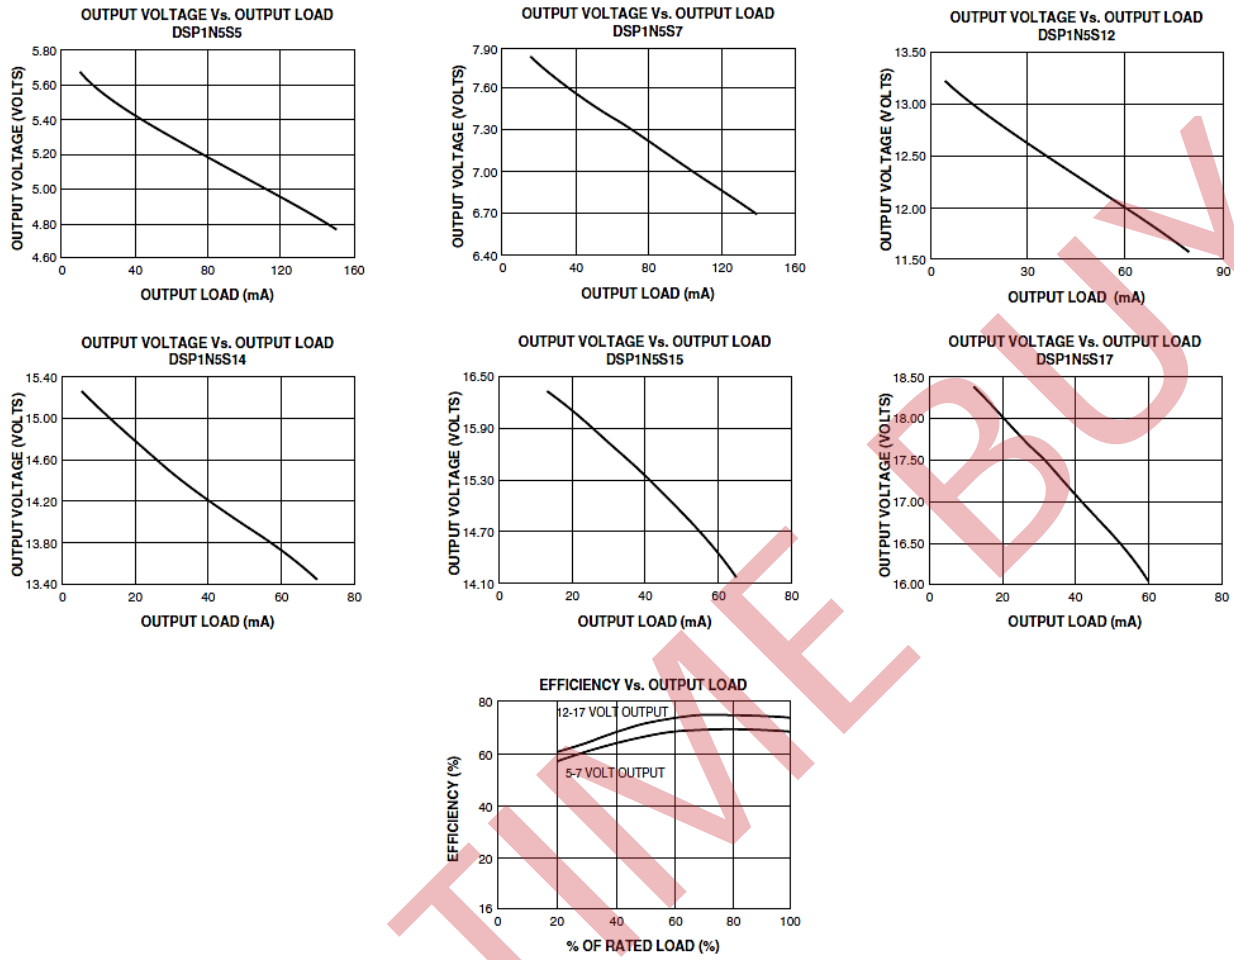 OUTPUT VOLTAGE Vs. OUTPUT LOAD
DSP1N5S5
5.80
5.60
5.40
5.20
5.00
4.80
4.60
0 40 80 120 160
OUTPUT VOLTAGE (VOLTS)
OUTPUT LOAD (mA)
OUTPUT VOLTAGE Vs. OUTPUT LOAD
DSP1N5S7
7.90
7.60
7.30
7.00
6.70
6.40
0 40 80 120 160
OUTPUT VOLTAGE (VOLTS)
OUTPUT LOAD (mA)
OUTPUT VOLTAGE Vs. OUTPUT LOAD
DSP1N5S12
13.50
13.00
12.50
12.00
11.50
0 30 60 90
OUTPUT VOLTAGE (VOLTS)
OUTPUT LOAD (mA)
OUTPUT VOLTAGE Vs. OUTPUT LOAD
DSP1N5S14
15.40
15.00
14.60
14.20
13.80
13.40
0 20 40 60 80
OUTPUT VOLTAGE (VOLTS)
OUTPUT LOAD (mA)
OUTPUT VOLTAGE Vs. OUTPUT LOAD
DSP1N5S15
16.50
15.90
15.30
14.70
14.10
0 20 40 60 80
OUTPUT VOLTAGE (VOLTS)
OUTPUT LOAD (mA)
OUTPUT VOLTAGE Vs. OUTPUT LOAD
DSP1N5S17
18.50
18.00
17.50
17.00
16.50
16.00
0 20 40 60 80
OUTPUT VOLTAGE (VOLTS)
OUTPUT LOAD (mA)
EFFICIENCY Vs. OUTPUT LOAD
80
60
40
20
16
12-17 VOLT OUTPUT
5-7 VOLT OUTPUT
0 20 40 60 80 100
EFFICIENCY (%)
% OF RATED LOAD (%)
TIME BUY